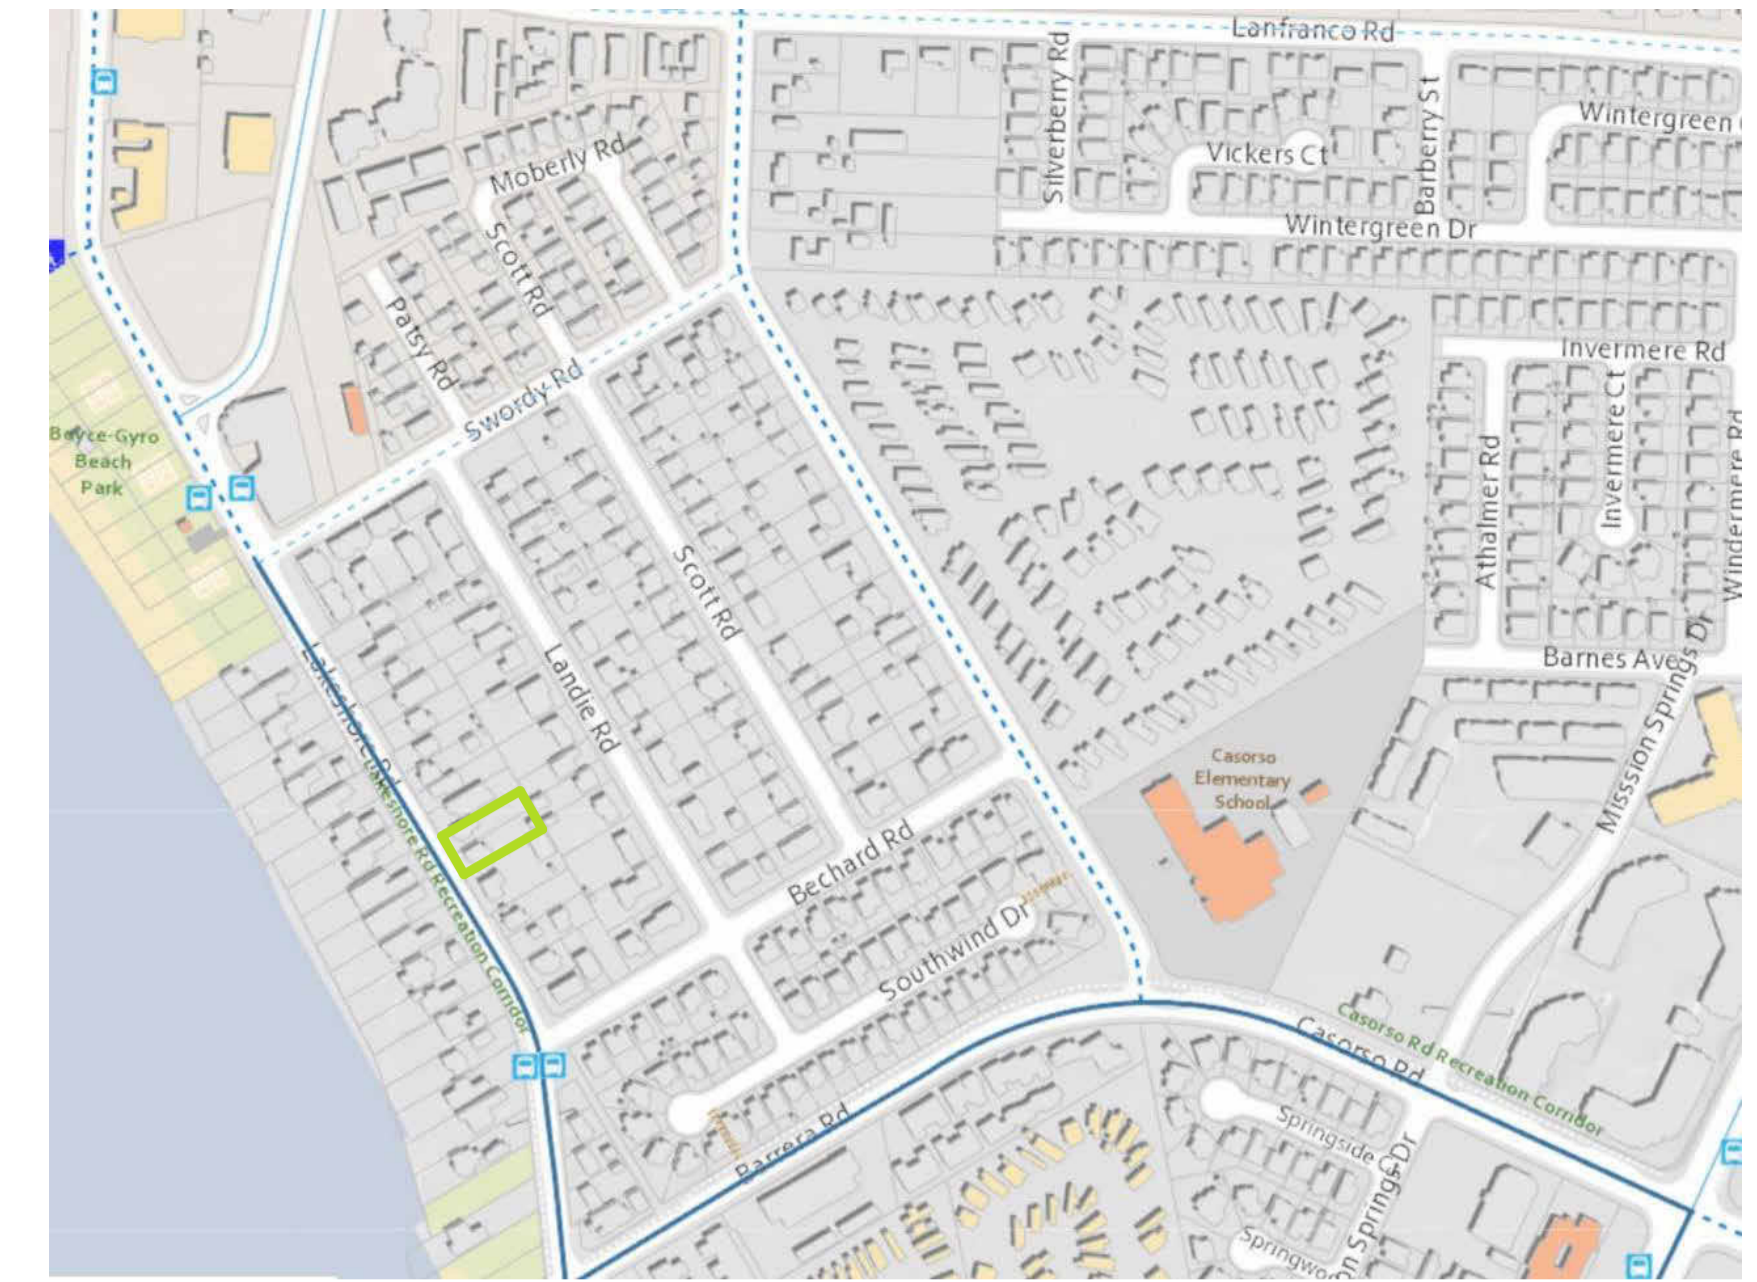 Lanfranco Rd
Silverberry Rd
Barberry St
Wintergreen
Vickers Ct
Moberly Rd
Wintergreen Dr
Scott Rd
Patsy Rd
Swordy Rd
Invermere Rd
Invermere Ct
Athalmer Rd
Windermere Rd
Boyce-Gyro
Beach
Park
Scott Rd
Landie Rd
Lakeshore Rd
Lakeshore Rd Recreation Corridor
Barnes Ave
Misssion Springs Dr
Casorso
Elementary
School
Bechard Rd
Southwind Dr
Casorso Rd
Casorso Rd Recreation Corridor
Barrera Rd
Springside
on Springs Dr
Springwo